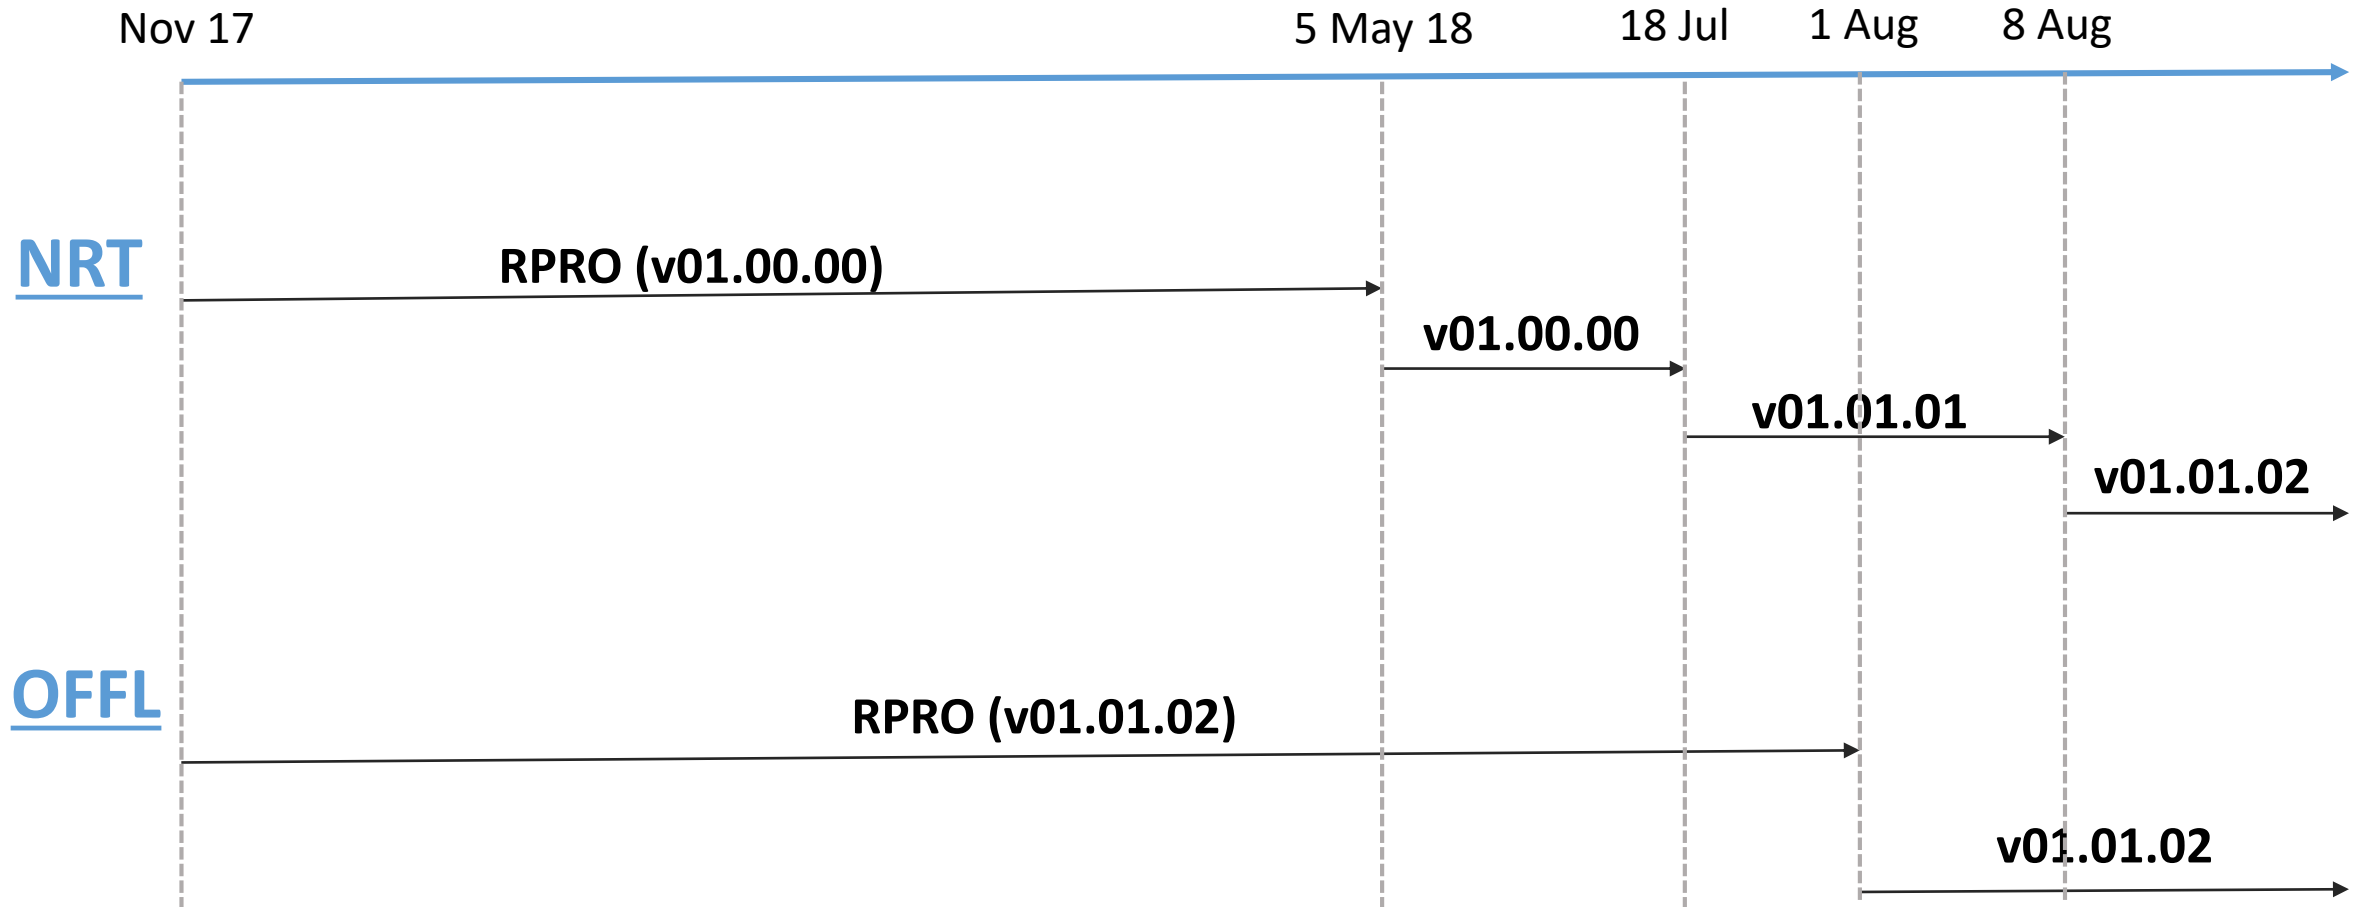 Nov 17 5 May 18 18 Jul 1 Aug 8 Aug
NRT
RPRO (v01.00.00)
v01.00.00
v01.01.01
v01.01.02
OFFL
RPRO (v01.01.02)
v01.01.02